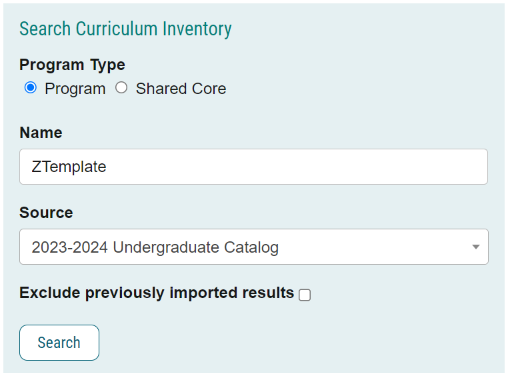 Search Curriculum Inventory
Program Type
Program Shared Core
Name
ZTemplate
Source
2023-2024 Undergraduate Catalog
Exclude previously imported results
Search